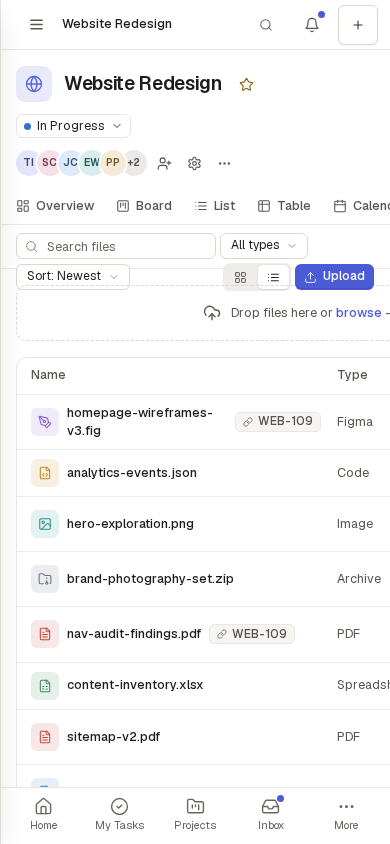 Website Redesign
Website Redesign
In Progress
TI SC JC EW PP +2
Overview Board List Table Calen
Search files All types
Sort: Newest Upload
Drop files here or browse –
Name Type
homepage-wireframes-
v3.fig WEB-109 Figma
analytics-events.json Code
hero-exploration.png Image
brand-photography-set.zip Archive
nav-audit-findings.pdf WEB-109 PDF
content-inventory.xlsx Spreadsh
sitemap-v2.pdf PDF
Home My Tasks Projects Inbox More